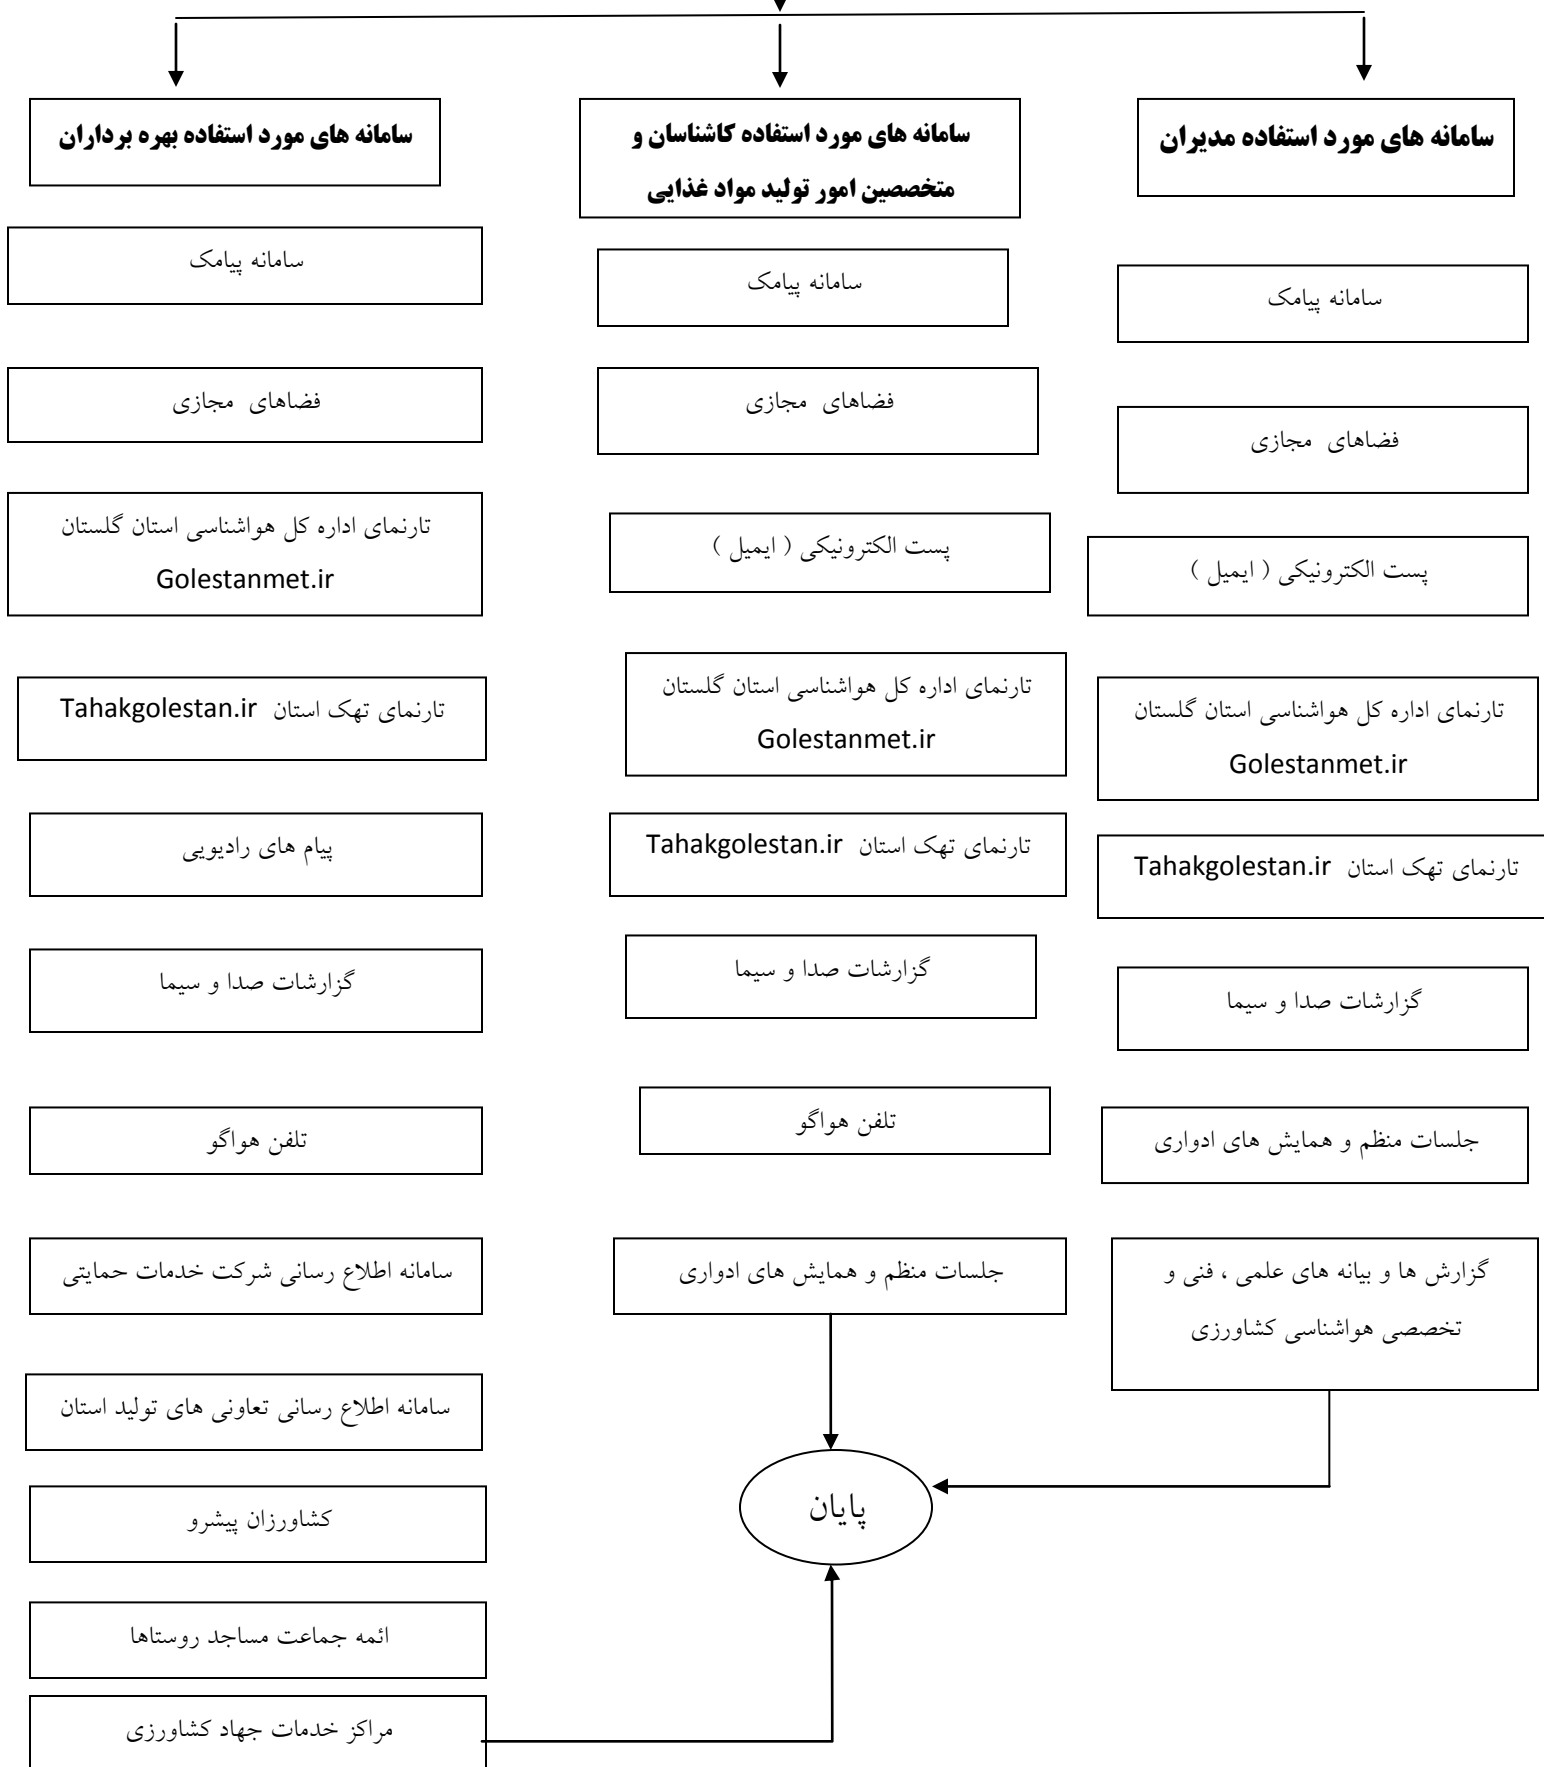 سامانه های مورد استفاده مدیران
سامانه پیامک
فضاهای مجازی
پست الکترونیکی ( ایمیل )
تارنمای اداره کل هواشناسی استان گلستان
Golestanmet.ir
تارنمای تهک استان Tahakgolestan.ir
گزارشات صدا و سیما
جلسات منظم و همایش های ادواری
گزارش ها و بیانه های علمی ، فنی و
تخصصی هواشناسی کشاورزی
سامانه های مورد استفاده کاشناسان و
متخصصین امور تولید مواد غذایی
سامانه پیامک
فضاهای مجازی
پست الکترونیکی ( ایمیل )
تارنمای اداره کل هواشناسی استان گلستان
Golestanmet.ir
تارنمای تهک استان Tahakgolestan.ir
گزارشات صدا و سیما
تلفن هواگو
جلسات منظم و همایش های ادواری
سامانه های مورد استفاده بهره برداران
سامانه پیامک
فضاهای مجازی
تارنمای اداره کل هواشناسی استان گلستان
Golestanmet.ir
تارنمای تهک استان Tahakgolestan.ir
پیام های رادیویی
گزارشات صدا و سیما
تلفن هواگو
سامانه اطلاع رسانی شرکت خدمات حمایتی
سامانه اطلاع رسانی تعاونی های تولید استان
کشاورزان پیشرو
ائمه جماعت مساجد روستاها
مراکز خدمات جهاد کشاورزی
پایان